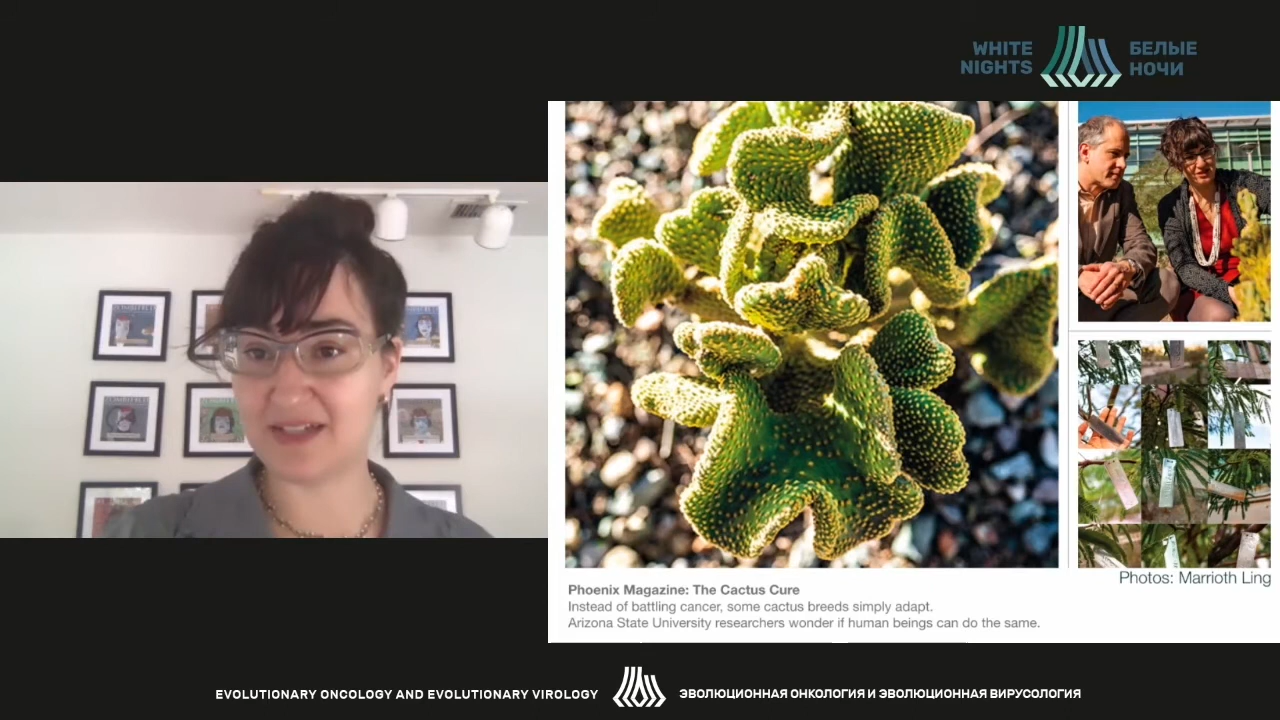 WHITE
NIGHTS
БЕЛЫЕ
НОЧИ
Photos: Marrioth Ling
Phoenix Magazine: The Cactus Cure
Instead of battling cancer, some cactus breeds simply adapt.
Arizona State University researchers wonder if human beings can do the same.
EVOLUTIONARY ONCOLOGY AND EVOLUTIONARY VIROLOGY
ЭВОЛЮЦИОННАЯ ОНКОЛОГИЯ И ЭВОЛЮЦИОННАЯ ВИРУСОЛОГИЯ